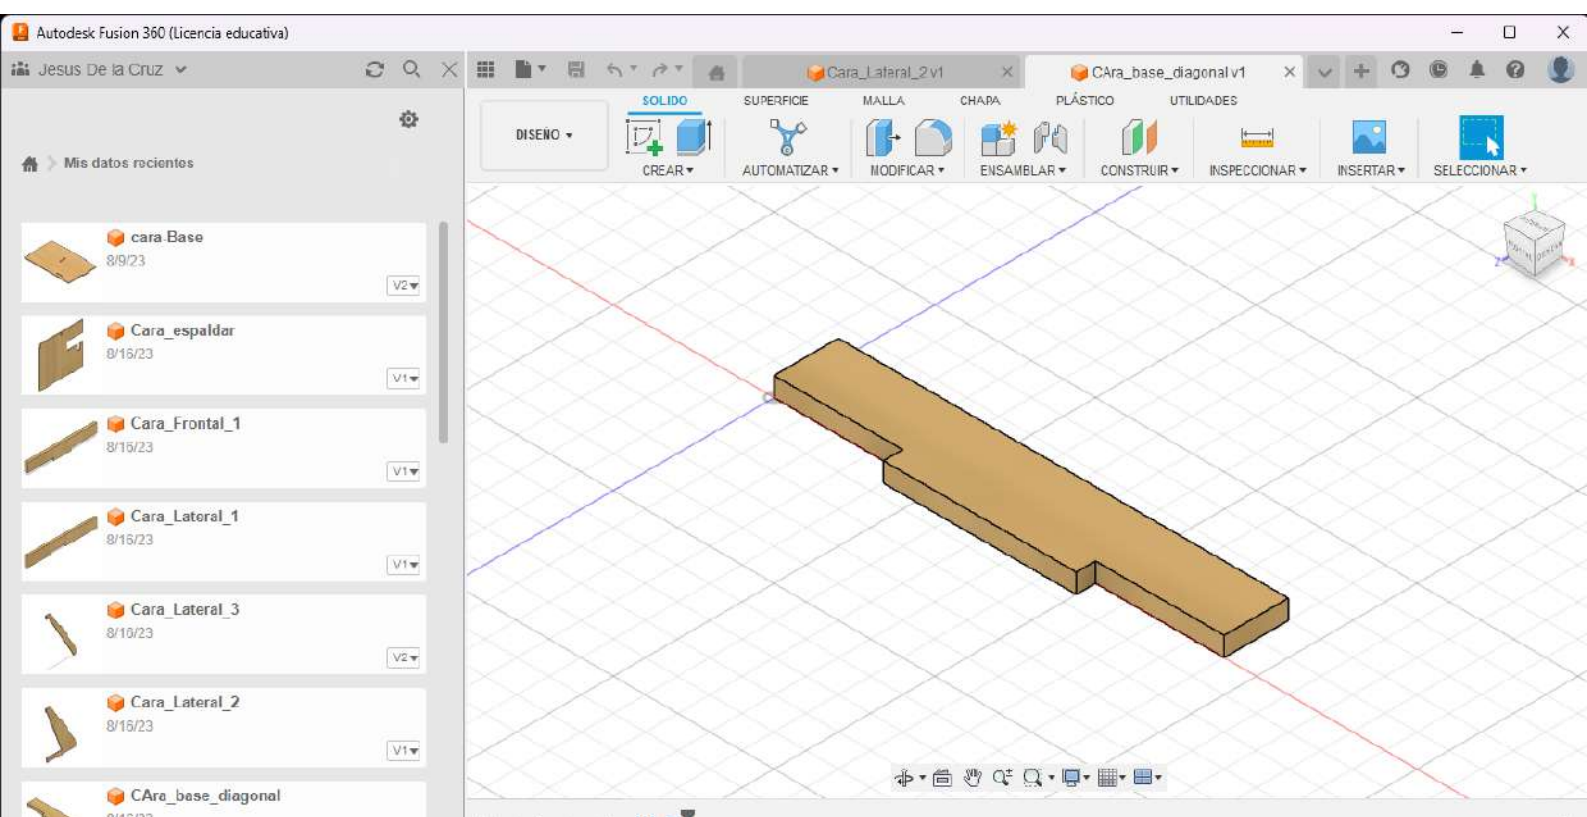 Autodesk Fusion 360 (Licencia educativa)
Jesus De la Cruz
Cara_Lateral_2 v1
CAra_base_diagonal v1
SOLIDO SUPERFICIE MALLA CHAPA PLÁSTICO UTILIDADES
DISEÑO
CREAR AUTOMATIZAR MODIFICAR ENSAMBLAR CONSTRUIR INSPECCIONAR INSERTAR SELECCIONAR
Mis datos recientes
cara Base
8/9/23
V2
Cara_espaldar
8/16/23
V1
Cara_Frontal_1
8/16/23
V1
Cara_Lateral_1
8/16/23
V1
Cara_Lateral_3
8/16/23
V2
Cara_Lateral_2
8/16/23
V1
CAra_base_diagonal